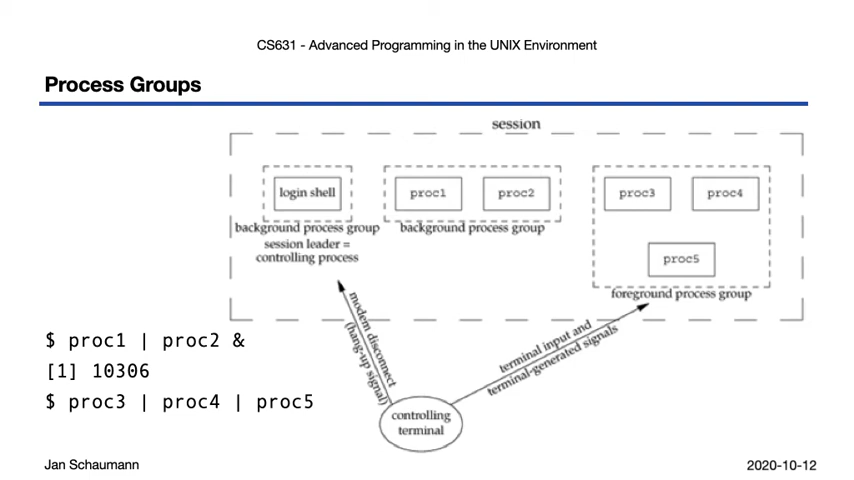 CS631 - Advanced Programming in the UNIX Environment
Process Groups
session
login shell
proc1
proc2
proc3
proc4
proc5
background process group
session leader =
controlling process
background process group
foreground process group
modem disconnect
(hang-up signal)
terminal input and
terminal-generated signals
controlling
terminal
$ proc1 | proc2 &
[1] 10306
$ proc3 | proc4 | proc5
Jan Schaumann
2020-10-12